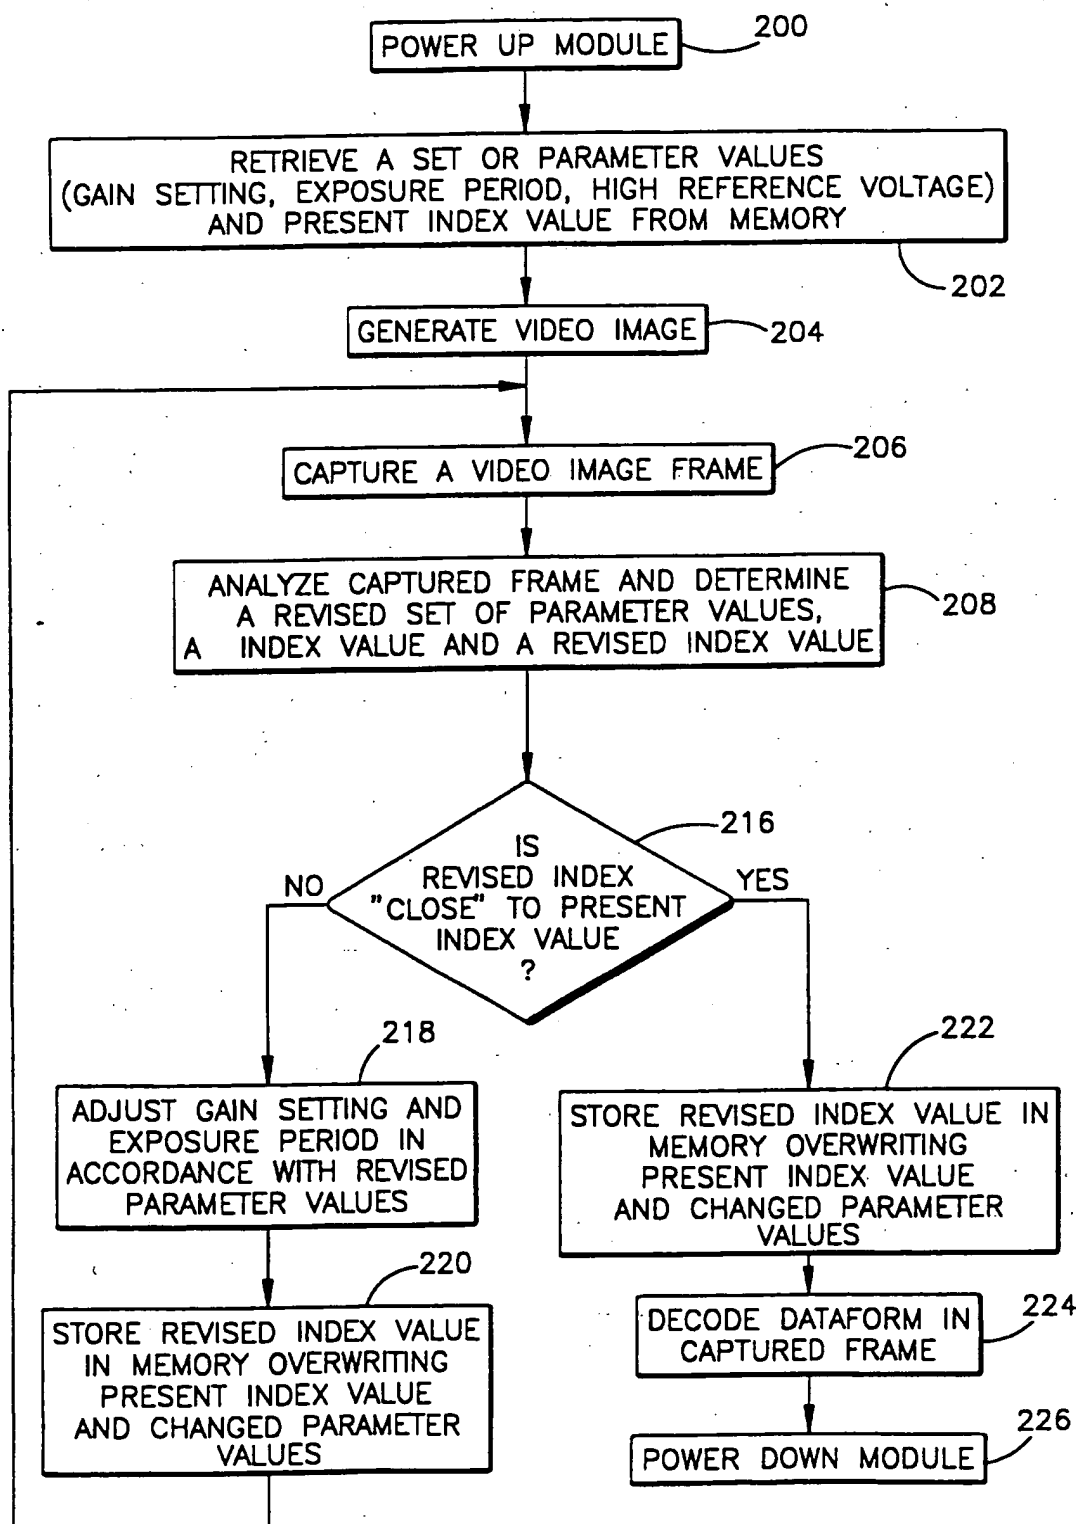 POWER UP MODULE
200
RETRIEVE A SET OR PARAMETER VALUES
(GAIN SETTING, EXPOSURE PERIOD, HIGH REFERENCE VOLTAGE)
AND PRESENT INDEX VALUE FROM MEMORY
202
GENERATE VIDEO IMAGE
204
CAPTURE A VIDEO IMAGE FRAME
206
ANALYZE CAPTURED FRAME AND DETERMINE
A REVISED SET OF PARAMETER VALUES,
A INDEX VALUE AND A REVISED INDEX VALUE
208
IS
REVISED INDEX
"CLOSE" TO PRESENT
INDEX VALUE
?
216
NO
YES
218
ADJUST GAIN SETTING AND
EXPOSURE PERIOD IN
ACCORDANCE WITH REVISED
PARAMETER VALUES
220
STORE REVISED INDEX VALUE
IN MEMORY OVERWRITING
PRESENT INDEX VALUE
AND CHANGED PARAMETER
VALUES
222
STORE REVISED INDEX VALUE IN
MEMORY OVERWRITING
PRESENT INDEX VALUE
AND CHANGED PARAMETER
VALUES
DECODE DATAFORM IN
CAPTURED FRAME
224
POWER DOWN MODULE
226